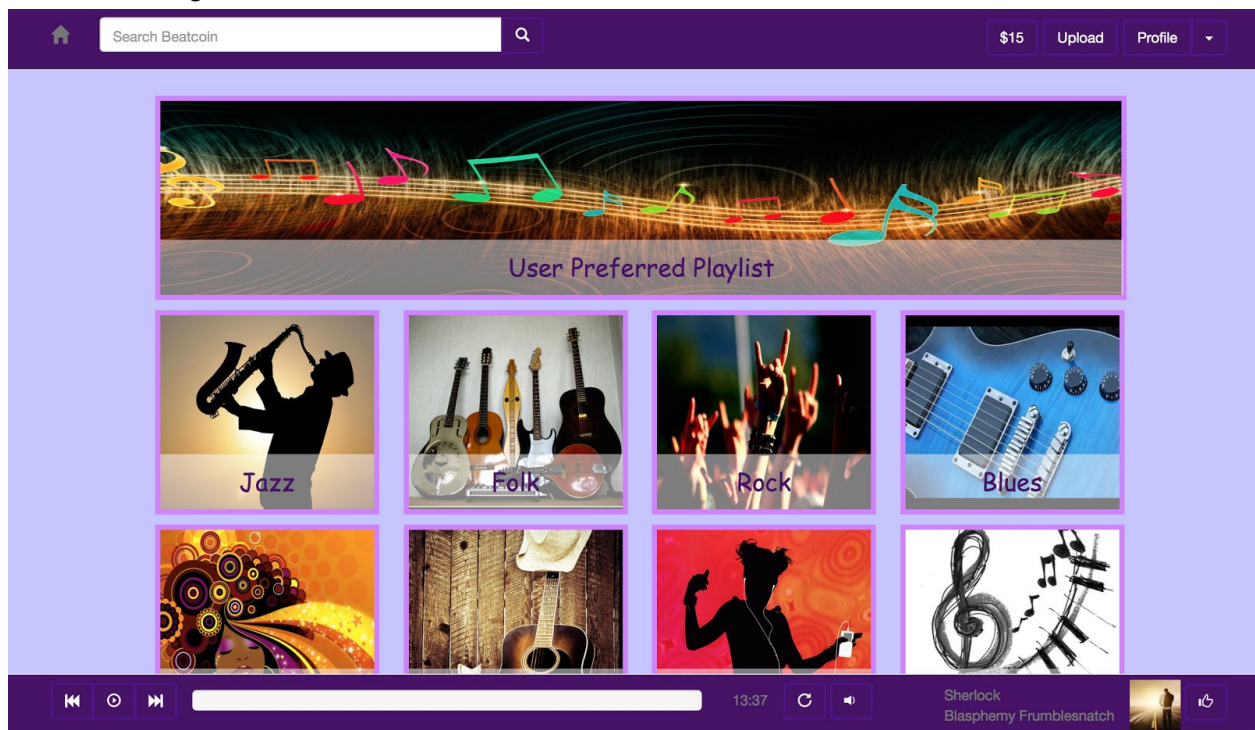 Search Beatcoin
$15 Upload Profile
User Preferred Playlist
Jazz Folk Rock Blues
13:37
Sherlock
Blasphemy Frumblesnatch